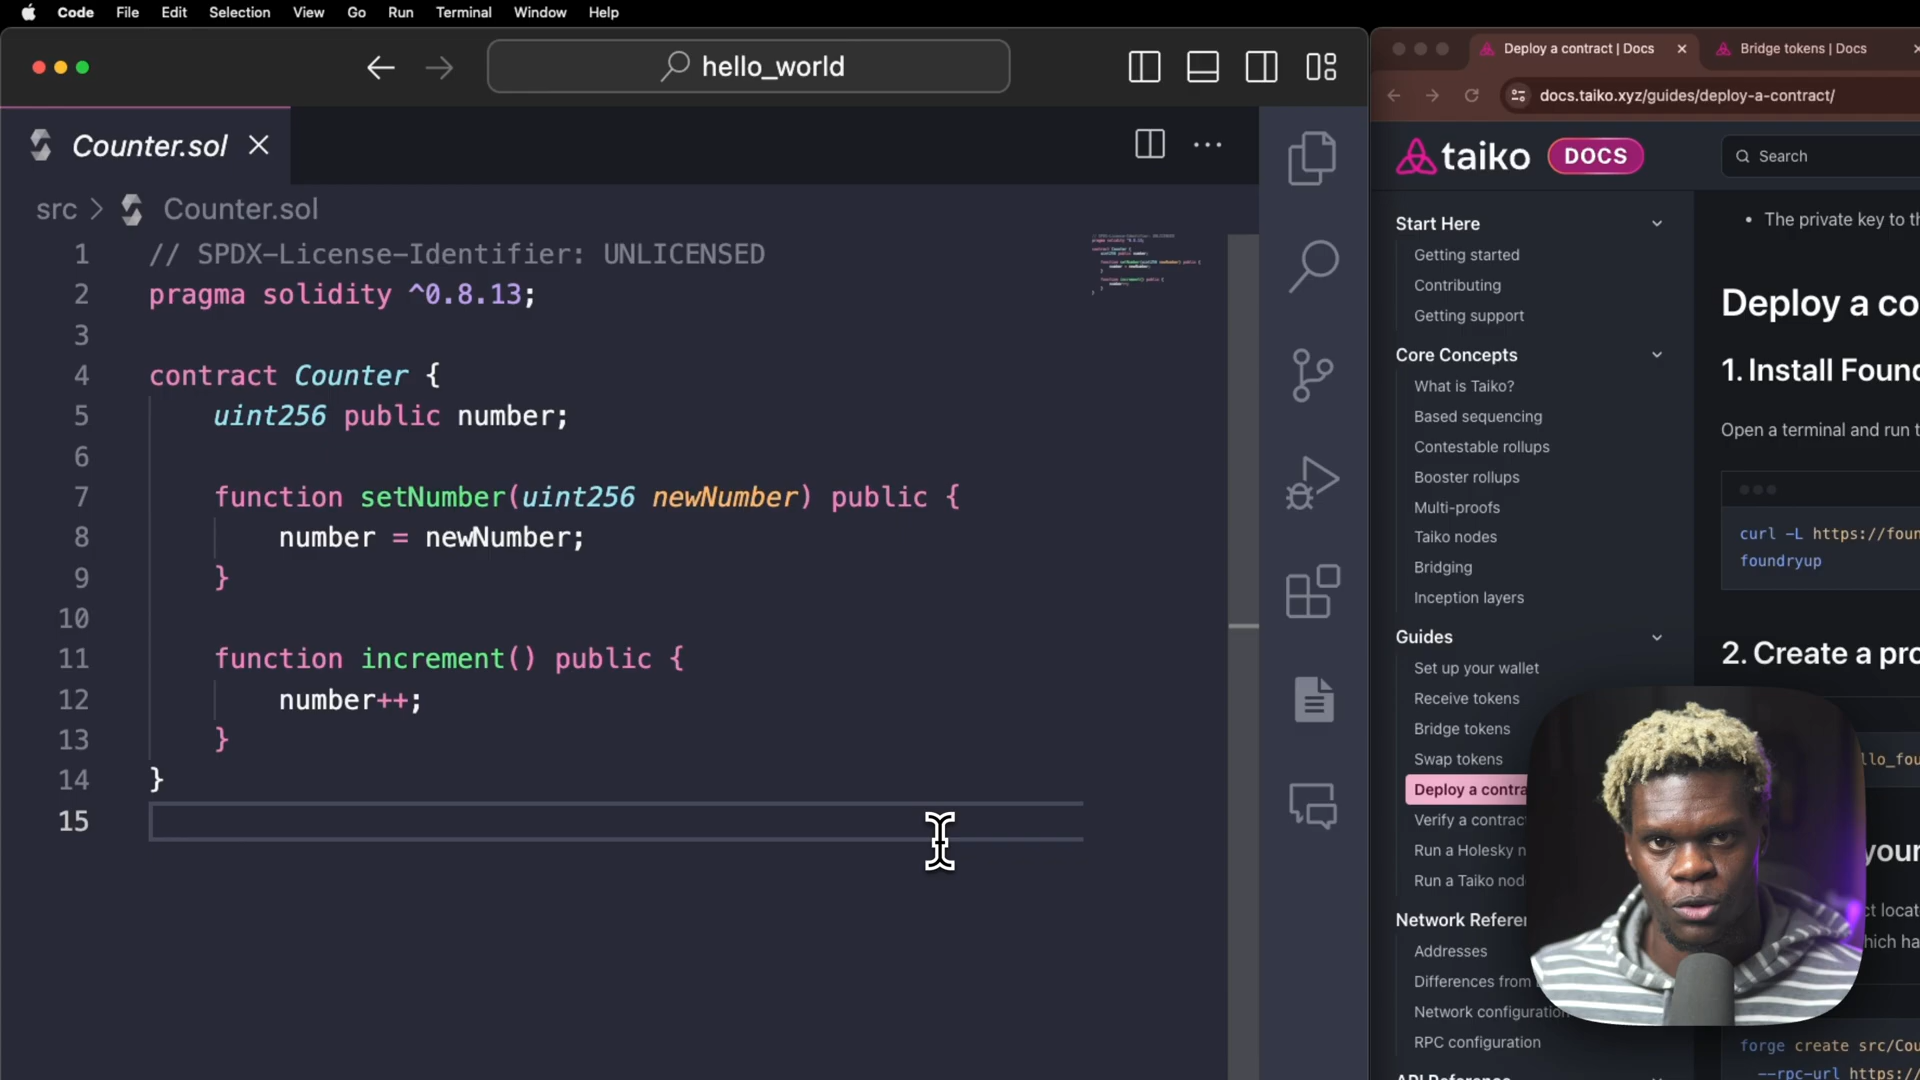 Code File Edit Selection View Go Run Terminal Window Help
hello_world
Counter.sol
src > Counter.sol
1 // SPDX-License-Identifier: UNLICENSED
2 pragma solidity ^0.8.13;
3
4 contract Counter {
5 uint256 public number;
6
7 function setNumber(uint256 newNumber) public {
8 number = newNumber;
9 }
10
11 function increment() public {
12 number++;
13 }
14 }
15
Deploy a contract | Docs
Bridge tokens | Docs
docs.taiko.xyz/guides/deploy-a-contract/
taiko DOCS
Search
Start Here
Getting started
Contributing
Getting support
Core Concepts
What is Taiko?
Based sequencing
Contestable rollups
Booster rollups
Multi-proofs
Taiko nodes
Bridging
Inception layers
Guides
Set up your wallet
Receive tokens
Bridge tokens
Swap tokens
Deploy a contra
Verify a contract
Run a Holesky n
Run a Taiko nod
Network Referen
Addresses
Differences from
Network configuration
RPC configuration
• The private key to th
Deploy a co
1. Install Found
Open a terminal and run t
curl -L https://foun
foundryup
2. Create a pro
llo_fou
your
ct locate
hich ha
forge create src/Cou
--rpc-url https://